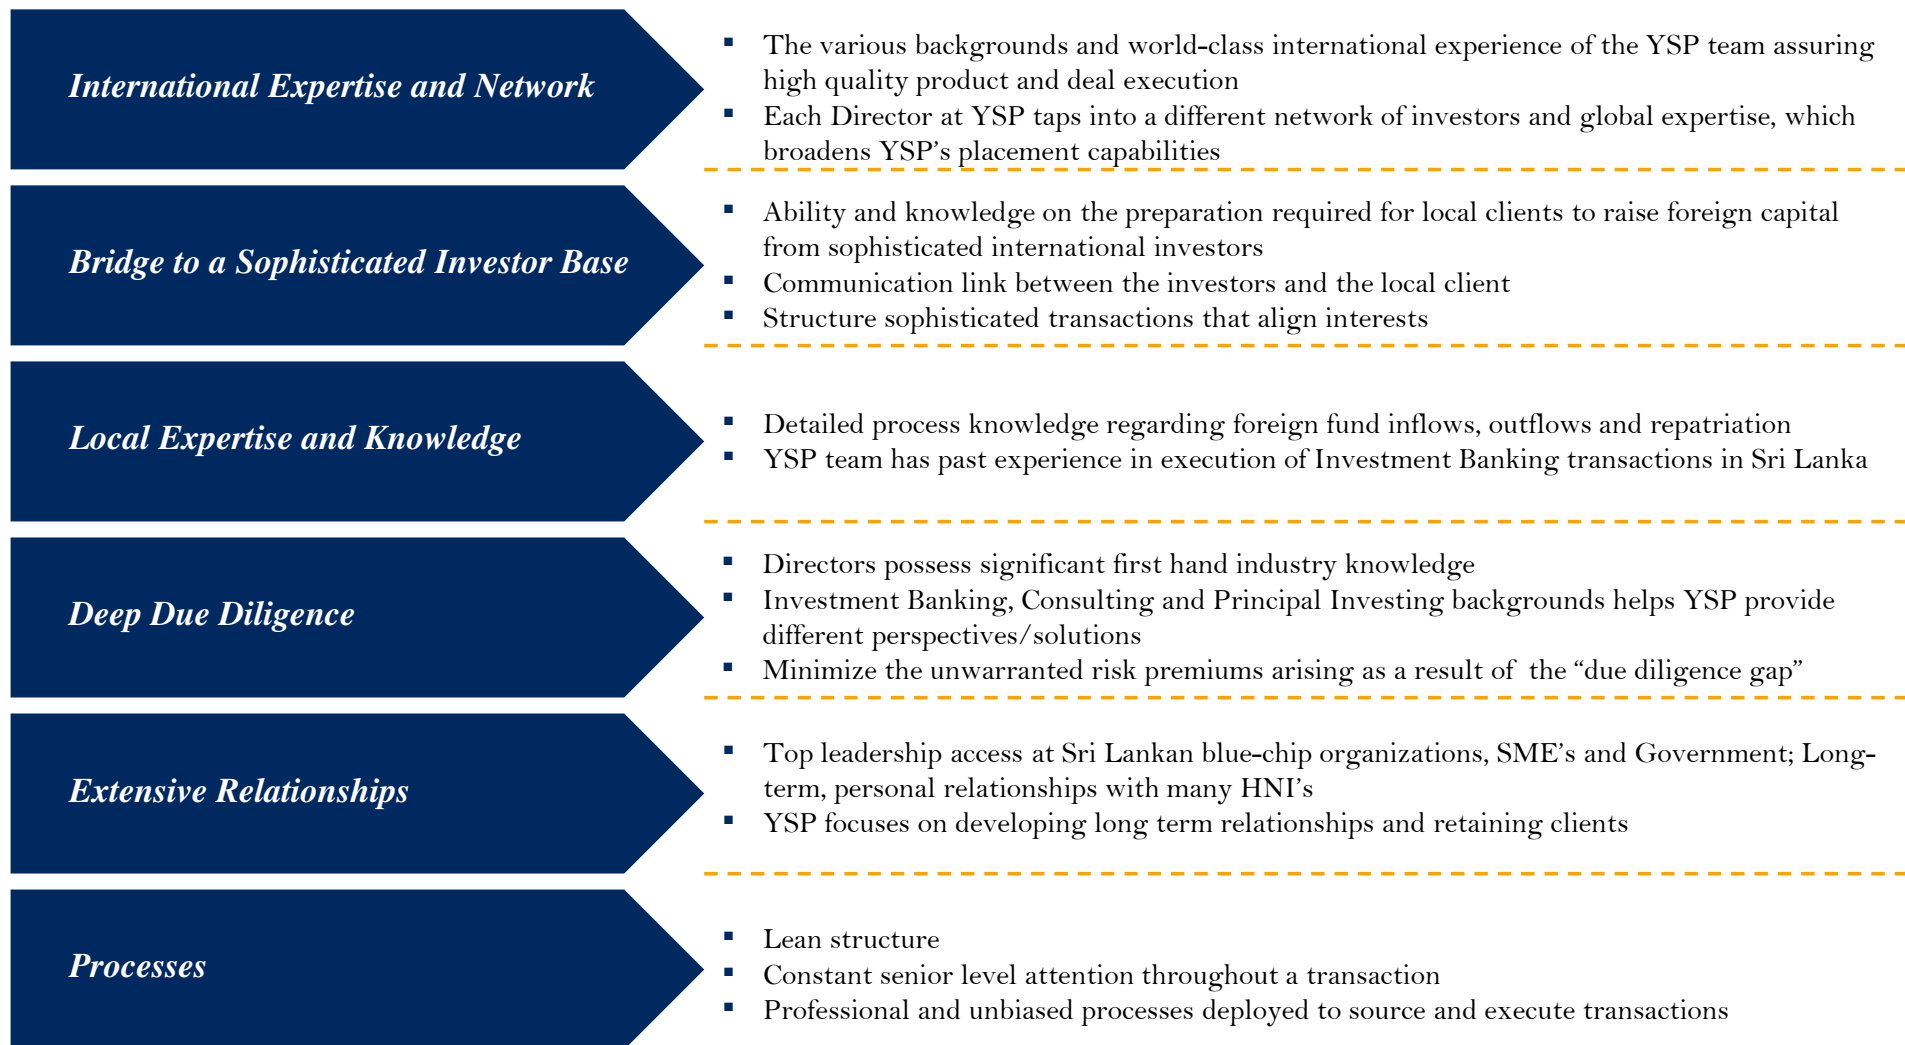 International Expertise and Network
▪ The various backgrounds and world-class international experience of the YSP team assuring
high quality product and deal execution
▪ Each Director at YSP taps into a different network of investors and global expertise, which
broadens YSP's placement capabilities
Bridge to a Sophisticated Investor Base
▪ Ability and knowledge on the preparation required for local clients to raise foreign capital
from sophisticated international investors
▪ Communication link between the investors and the local client
▪ Structure sophisticated transactions that align interests
Local Expertise and Knowledge
▪ Detailed process knowledge regarding foreign fund inflows, outflows and repatriation
▪ YSP team has past experience in execution of Investment Banking transactions in Sri Lanka
Deep Due Diligence
▪ Directors possess significant first hand industry knowledge
▪ Investment Banking, Consulting and Principal Investing backgrounds helps YSP provide
different perspectives/solutions
▪ Minimize the unwarranted risk premiums arising as a result of the “due diligence gap”
Extensive Relationships
▪ Top leadership access at Sri Lankan blue-chip organizations, SME's and Government; Long-
term, personal relationships with many HNI's
▪ YSP focuses on developing long term relationships and retaining clients
Processes
▪ Lean structure
▪ Constant senior level attention throughout a transaction
▪ Professional and unbiased processes deployed to source and execute transactions